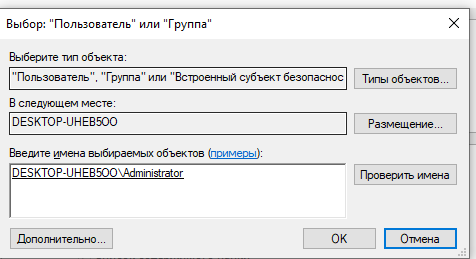 Выбор: "Пользователь" или "Группа"
Выберите тип объекта:
"Пользователь", "Группа" или "Встроенный субъект безопаснос
Типы объектов...
В следующем месте:
DESKTOP-UHEB5OO
Размещение...
Введите имена выбираемых объектов (примеры):
DESKTOP-UHEB5OO\Administrator
Проверить имена
Дополнительно...
OK
Отмена